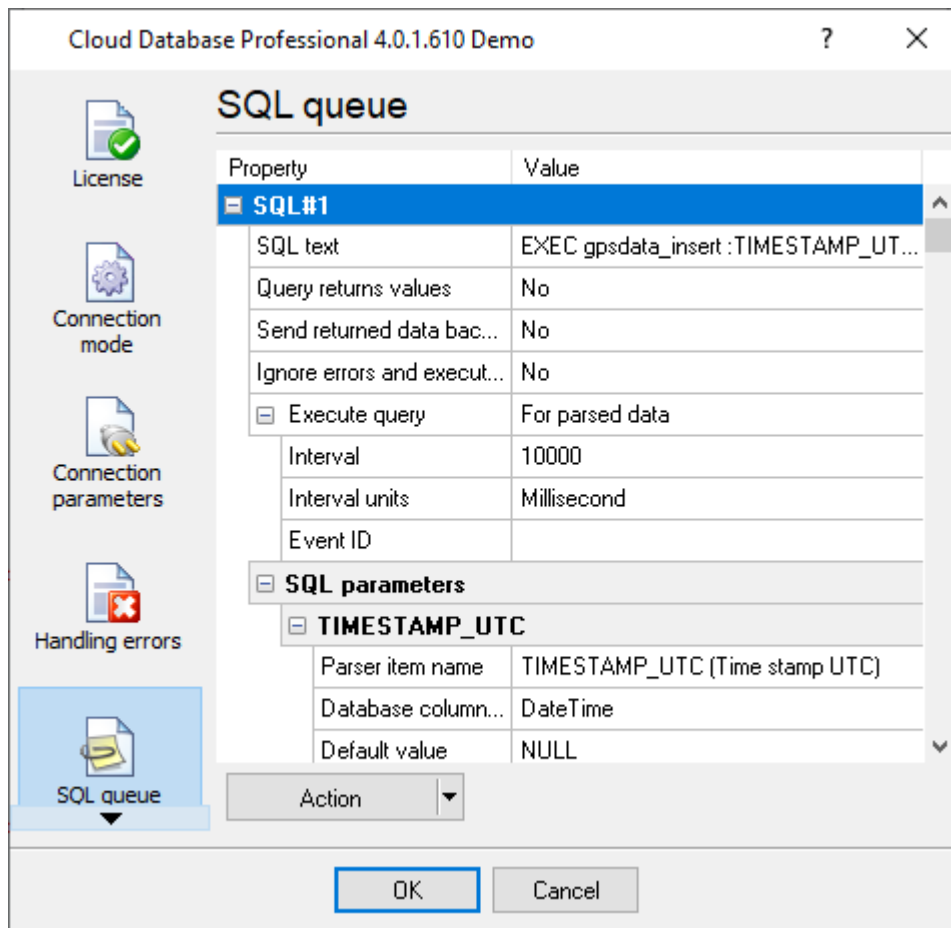 Cloud Database Professional 4.0.1.610 Demo
?
License
Connection
mode
Connection
parameters
Handling errors
SQL queue
SQL queue
Property Value
SQL#1
SQL text EXEC gpsdata_insert :TIMESTAMP_UT...
Query returns values No
Send returned data bac... No
Ignore errors and execut... No
Execute query For parsed data
Interval 10000
Interval units Millisecond
Event ID
SQL parameters
TIMESTAMP_UTC
Parser item name TIMESTAMP_UTC (Time stamp UTC)
Database column... DateTime
Default value NULL
Action
OK Cancel